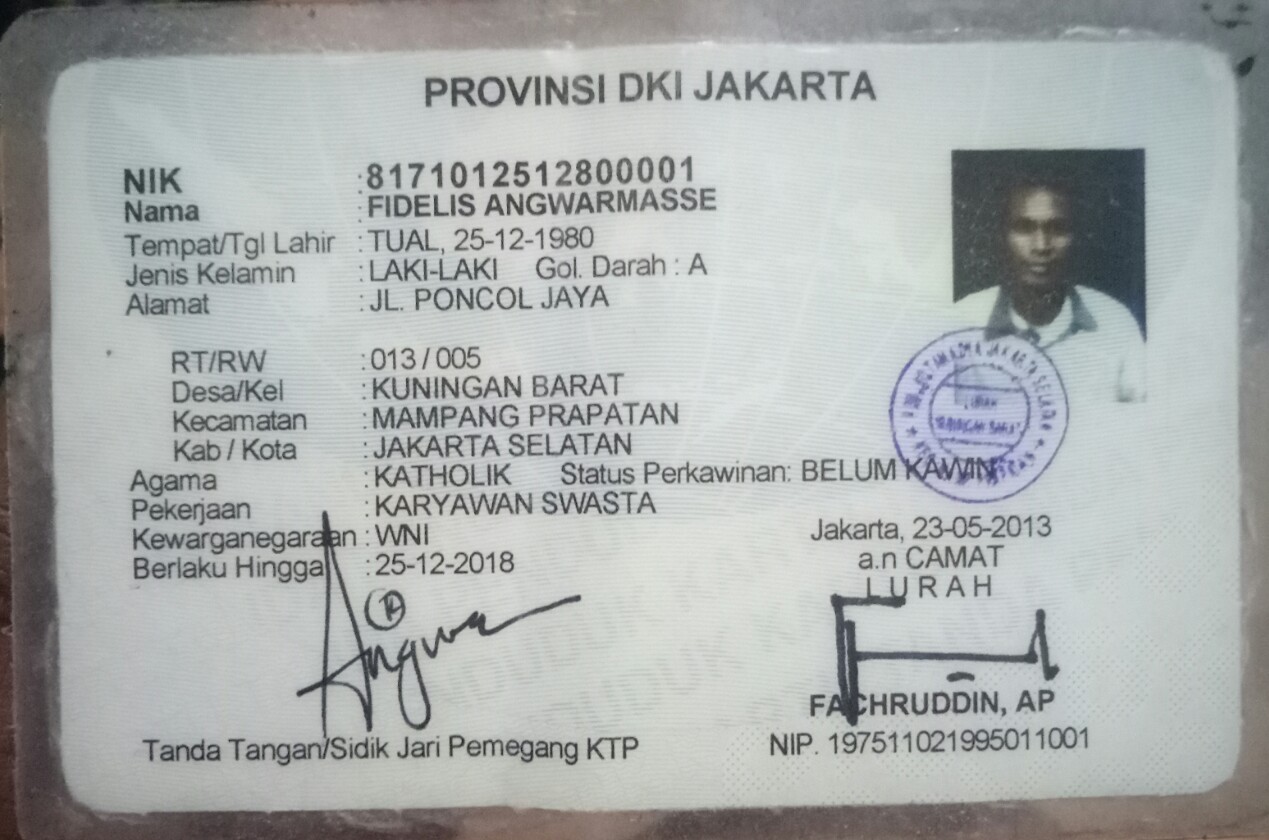 PROVINSI DKI JAKARTA
NIK : 8171012512800001
Nama : FIDELIS ANGWARMASSE
Tempat/Tgl Lahir : TUAL, 25-12-1980
Jenis Kelamin : LAKI-LAKI Gol. Darah : A
Alamat : JL. PONCOL JAYA
RT/RW : 013 / 005
Desa/Kel : KUNINGAN BARAT
Kecamatan : MAMPANG PRAPATAN
Kab / Kota : JAKARTA SELATAN
Agama : KATHOLIK Status Perkawinan: BELUM KAWIN
Pekerjaan : KARYAWAN SWASTA
Kewarganegaraan : WNI
Berlaku Hingga : 25-12-2018
Jakarta, 23-05-2013
a.n CAMAT
LURAH
Angwa
FACHRUDDIN, AP
NIP. 197511021995011001
Tanda Tangan/Sidik Jari Pemegang KTP